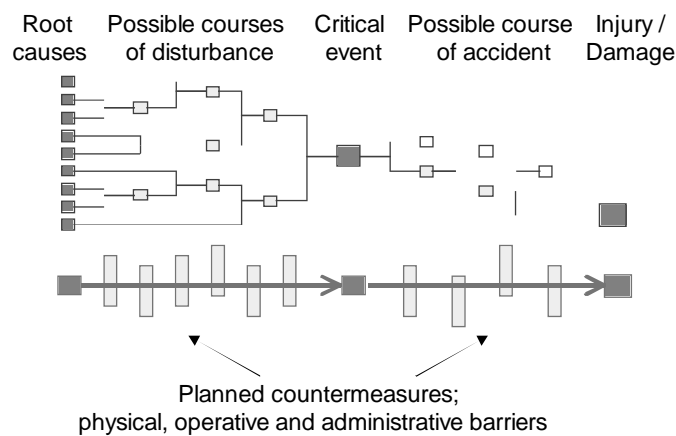 Root causes
Possible courses of disturbance
Critical event
Possible course of accident
Injury / Damage
Planned countermeasures;
physical, operative and administrative barriers